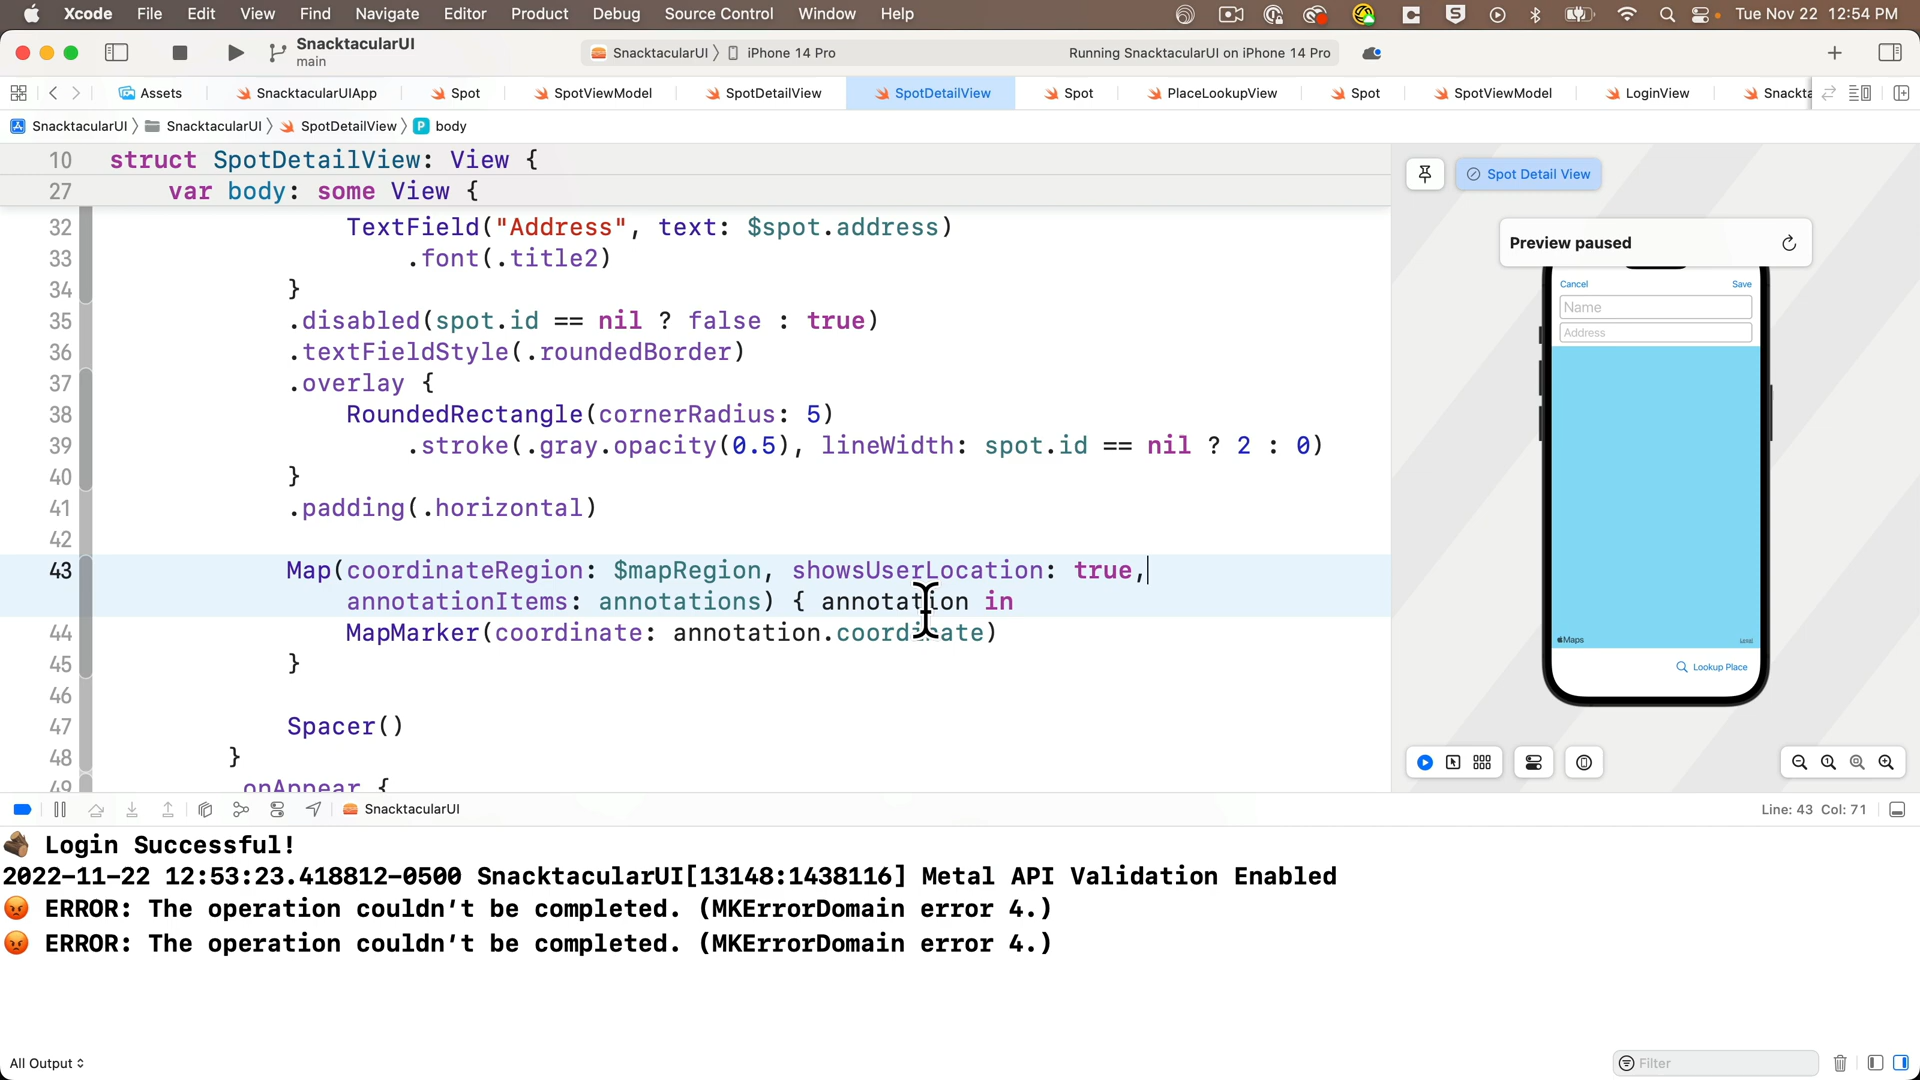 Xcode File Edit View Find Navigate Editor Product Debug Source Control Window Help Tue Nov 22 12:54 PM
SnacktacularUI
main
SnacktacularUI 〉 iPhone 14 Pro Running SnacktacularUI on iPhone 14 Pro
Assets SnacktacularUIApp Spot SpotViewModel SpotDetailView SpotDetailView Spot PlaceLookupView Spot SpotViewModel LoginView Snackta
SnacktacularUI 〉 SnacktacularUI 〉 SpotDetailView 〉 P body
10 struct SpotDetailView: View {
27 var body: some View {
32 TextField("Address", text: $spot.address)
33 .font(.title2)
34 }
35 .disabled(spot.id == nil ? false : true)
36 .textFieldStyle(.roundedBorder)
37 .overlay {
38 RoundedRectangle(cornerRadius: 5)
39 .stroke(.gray.opacity(0.5), lineWidth: spot.id == nil ? 2 : 0)
40 }
41 .padding(.horizontal)
42
43 Map(coordinateRegion: $mapRegion, showsUserLocation: true,
annotationItems: annotations) { annotation in
44 MapMarker(coordinate: annotation.coordinate)
45 }
46
47 Spacer()
48 }
49 .onAppear {
Spot Detail View
Preview paused
Cancel Save
Name
Address
Maps Legal
Lookup Place
SnacktacularUI Line: 43 Col: 71
🪵 Login Successful!
2022-11-22 12:53:23.418812-0500 SnacktacularUI[13148:1438116] Metal API Validation Enabled
😡 ERROR: The operation couldn’t be completed. (MKErrorDomain error 4.)
😡 ERROR: The operation couldn’t be completed. (MKErrorDomain error 4.)
All Output Filter